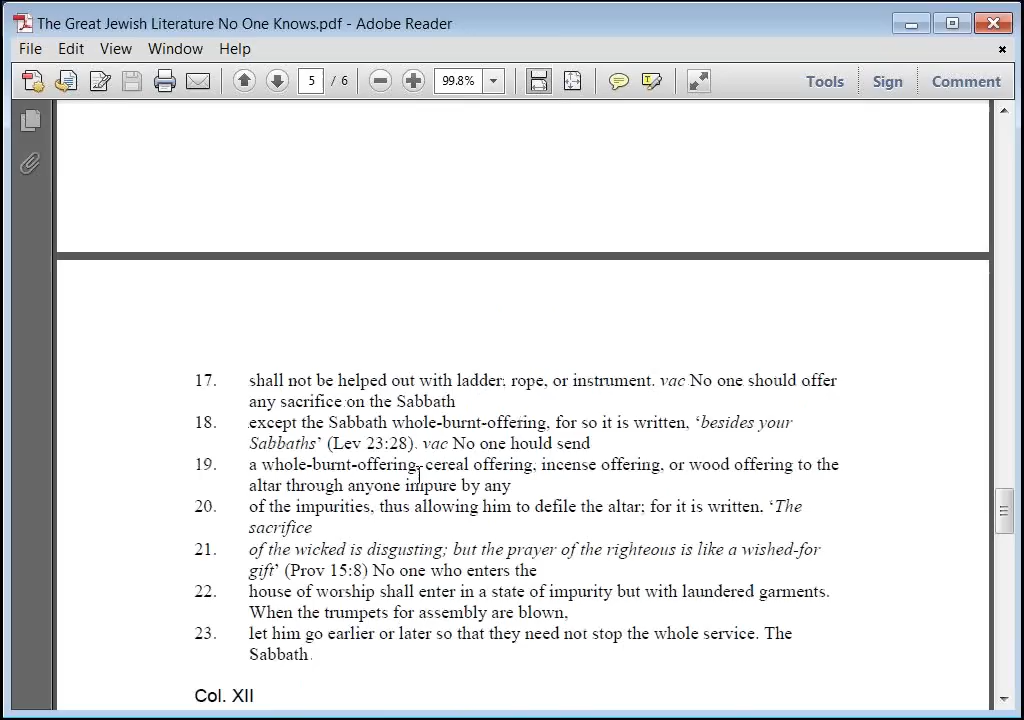 The Great Jewish Literature No One Knows.pdf - Adobe Reader
File Edit View Window Help
5 / 6 99.8% Tools Sign Comment
17. shall not be helped out with ladder, rope, or instrument. vac No one should offer
any sacrifice on the Sabbath
18. except the Sabbath whole-burnt-offering, for so it is written, ‘besides your
Sabbaths’ (Lev 23:28). vac No one hould send
19. a whole-burnt-offering, cereal offering, incense offering, or wood offering to the
altar through anyone impure by any
20. of the impurities, thus allowing him to defile the altar; for it is written. ‘The
sacrifice
21. of the wicked is disgusting; but the prayer of the righteous is like a wished-for
gift’ (Prov 15:8) No one who enters the
22. house of worship shall enter in a state of impurity but with laundered garments.
When the trumpets for assembly are blown,
23. let him go earlier or later so that they need not stop the whole service. The
Sabbath.
Col. XII